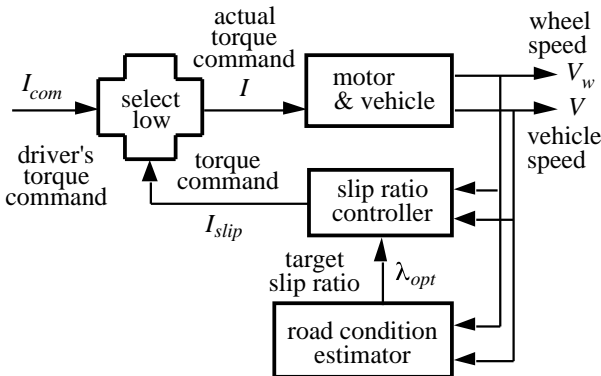 actual
torque
command
I
I_com
select
low
driver's
torque
command
motor
& vehicle
wheel
speed
V_w
V
vehicle
speed
torque
command
I_slip
slip ratio
controller
target
slip ratio
λ_opt
road condition
estimator